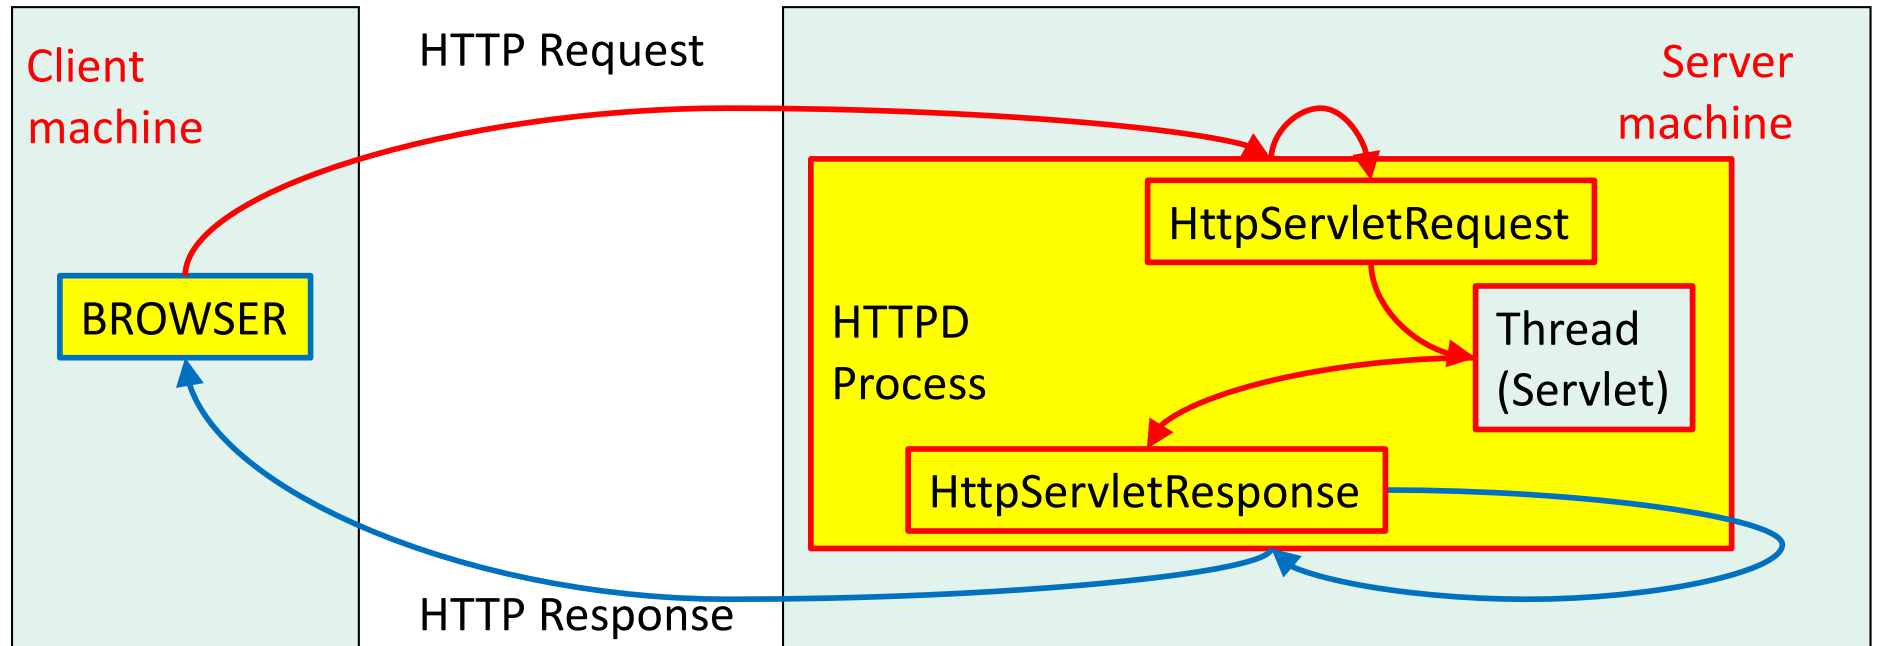 Client
machine
HTTP Request
Server
machine
HttpServletRequest
BROWSER
HTTPD
Process
Thread
(Servlet)
HttpServletResponse
HTTP Response